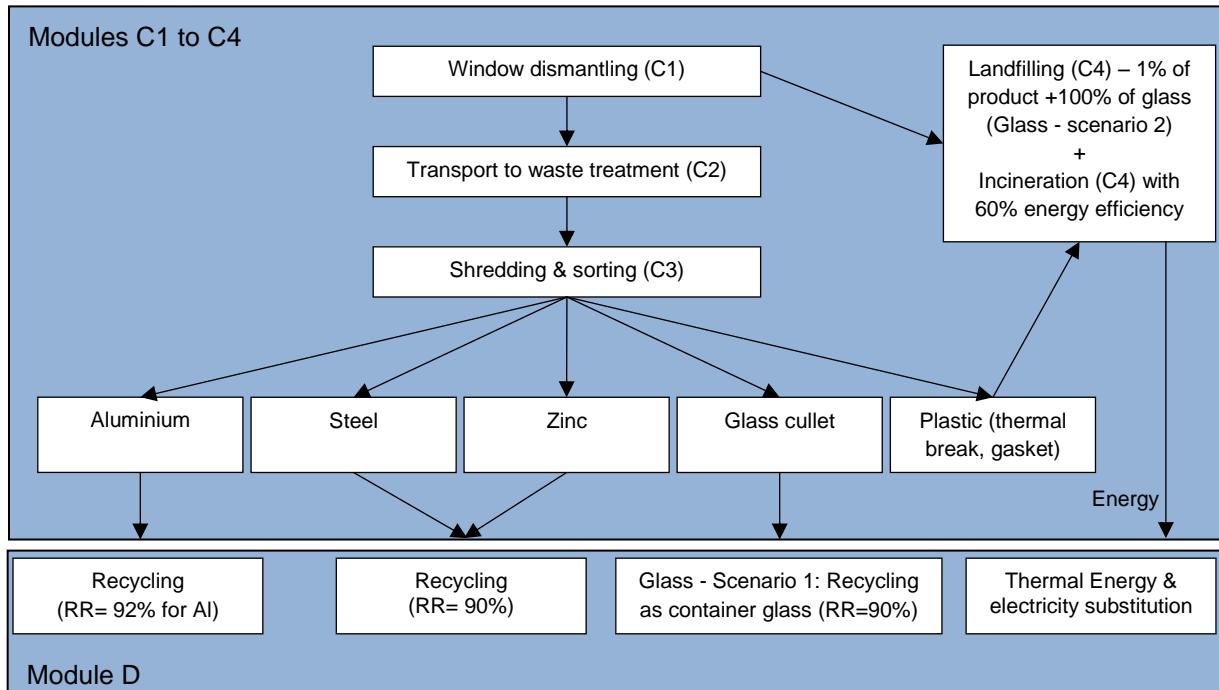 Modules C1 to C4
Window dismantling (C1)
Landfilling (C4) – 1% of
product +100% of glass
(Glass - scenario 2)
+
Incineration (C4) with
60% energy efficiency
Transport to waste treatment (C2)
Shredding & sorting (C3)
Aluminium
Steel
Zinc
Glass cullet
Plastic (thermal
break, gasket)
Energy
Recycling
(RR= 92% for Al)
Recycling
(RR= 90%)
Glass - Scenario 1: Recycling
as container glass (RR=90%)
Thermal Energy &
electricity substitution
Module D